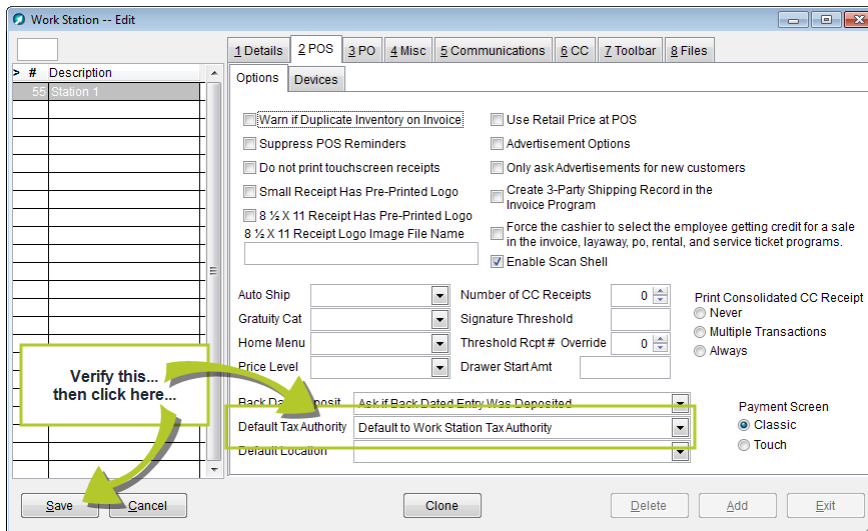 Work Station -- Edit
1 Details 2 POS 3 PO 4 Misc 5 Communications 6 CC 7 Toolbar 8 Files
> # Description
55 Station 1
Options Devices
Warn if Duplicate Inventory on Invoice
Suppress POS Reminders
Do not print touchscreen receipts
Small Receipt Has Pre-Printed Logo
8 ½ X 11 Receipt Has Pre-Printed Logo
8 ½ X 11 Receipt Logo Image File Name
Use Retail Price at POS
Advertisement Options
Only ask Advertisements for new customers
Create 3-Party Shipping Record in the
Invoice Program
Force the cashier to select the employee getting credit for a sale
in the invoice, layaway, po, rental, and service ticket programs.
Enable Scan Shell
Auto Ship
Gratuity Cat
Home Menu
Price Level
Number of CC Receipts 0
Signature Threshold
Threshold Rcpt # Override 0
Drawer Start Amt
Print Consolidated CC Receipt
Never
Multiple Transactions
Always
Verify this...
then click here...
Back Date Deposit Ask if Back Dated Entry Was Deposited
Default Tax Authority Default to Work Station Tax Authority
Default Location
Payment Screen
Classic
Touch
Save Cancel Clone Delete Add Exit